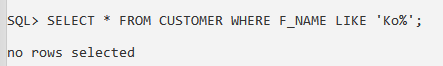 SQL> SELECT * FROM CUSTOMER WHERE F_NAME LIKE 'Ko%';
no rows selected